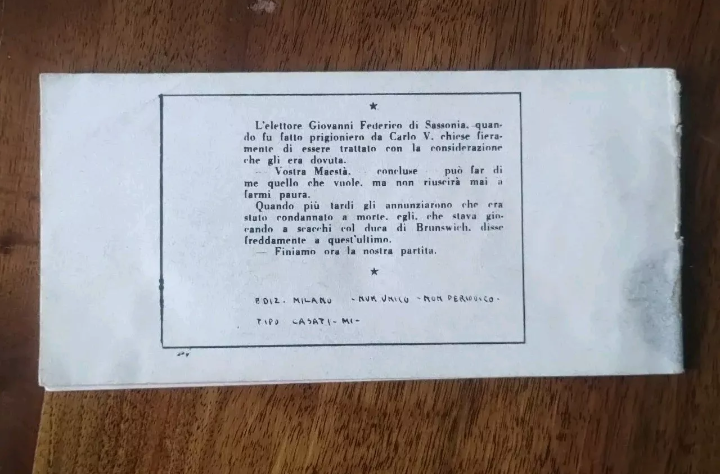 L'elettore Giovanni Federico di Sassonia, quan-
do fu fatto prigioniero da Carlo V, chiese fiera-
mente di essere trattato con la considerazione
che gli era dovuta.
— Vostra Maestà, concluse può far di
me quello che vuole, ma non riuscirà mai a
farmi paura.
Quando più tardi gli annunziarono che era
stato condannato a morte, egli, che stava gio-
cando a scacchi col duca di Brunswich, disse
freddamente a quest'ultimo.
— Finiamo ora la nostra partita.
EDIZ. MILANO - NUM UNICO - NON PERIODICO -
TIPO CASATI - MI -